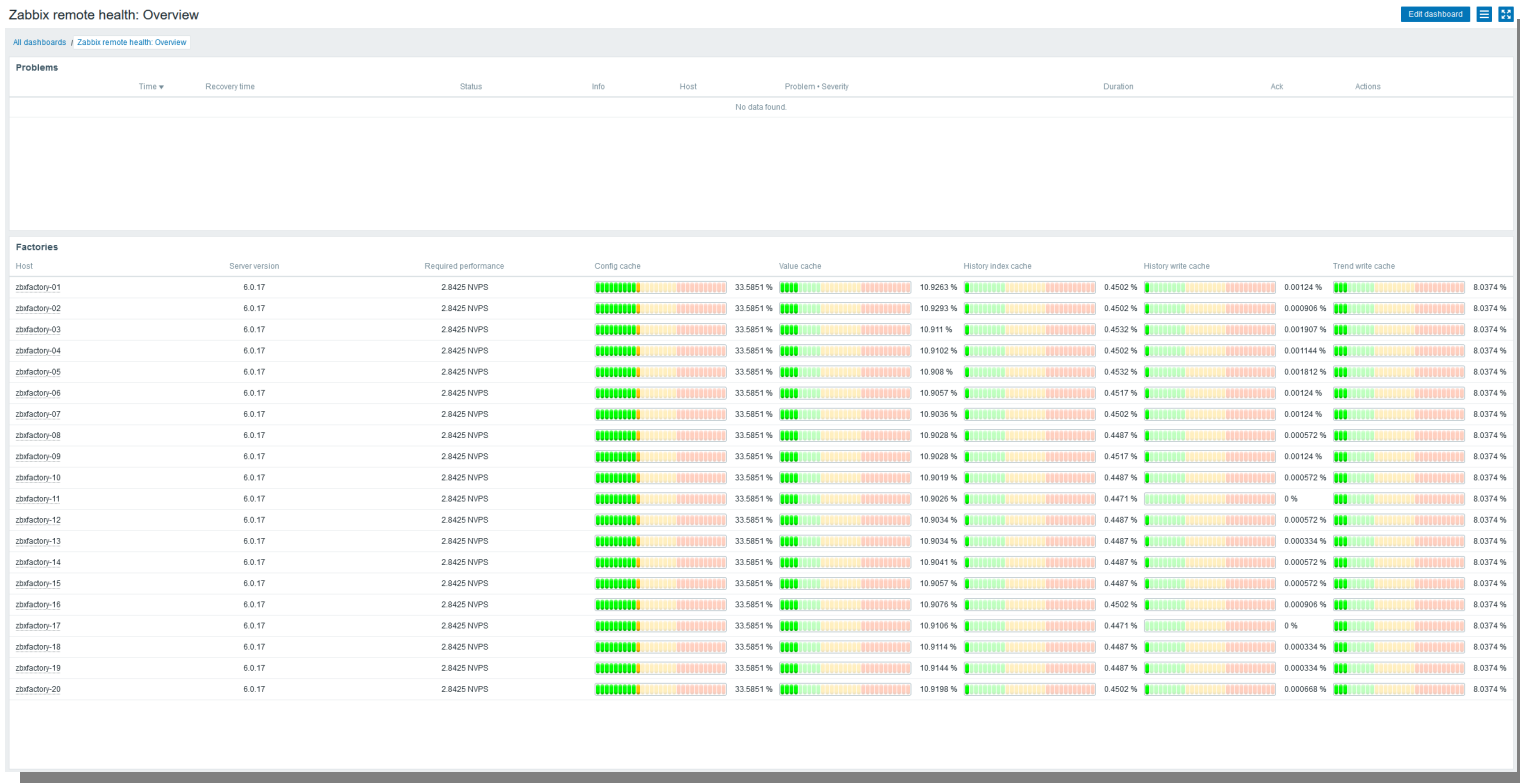 Zabbix remote health: Overview Edit dashboard
All dashboards / Zabbix remote health: Overview
Problems
Time ▼ Recovery time Status Info Host Problem • Severity Duration Ack Actions
No data found.
Factories
Host Server version Required performance Config cache Value cache History index cache History write cache Trend write cache
zbxfactory-01 6.0.17 2.8425 NVPS 33.5851 % 10.9263 % 0.4502 % 0.00124 % 8.0374 %
zbxfactory-02 6.0.17 2.8425 NVPS 33.5851 % 10.9293 % 0.4502 % 0.000906 % 8.0374 %
zbxfactory-03 6.0.17 2.8425 NVPS 33.5851 % 10.911 % 0.4532 % 0.001907 % 8.0374 %
zbxfactory-04 6.0.17 2.8425 NVPS 33.5851 % 10.9102 % 0.4502 % 0.001144 % 8.0374 %
zbxfactory-05 6.0.17 2.8425 NVPS 33.5851 % 10.908 % 0.4532 % 0.001812 % 8.0374 %
zbxfactory-06 6.0.17 2.8425 NVPS 33.5851 % 10.9057 % 0.4517 % 0.00124 % 8.0374 %
zbxfactory-07 6.0.17 2.8425 NVPS 33.5851 % 10.9036 % 0.4502 % 0.00124 % 8.0374 %
zbxfactory-08 6.0.17 2.8425 NVPS 33.5851 % 10.9028 % 0.4487 % 0.000572 % 8.0374 %
zbxfactory-09 6.0.17 2.8425 NVPS 33.5851 % 10.9028 % 0.4517 % 0.00124 % 8.0374 %
zbxfactory-10 6.0.17 2.8425 NVPS 33.5851 % 10.9019 % 0.4487 % 0.000572 % 8.0374 %
zbxfactory-11 6.0.17 2.8425 NVPS 33.5851 % 10.9026 % 0.4471 % 0 % 8.0374 %
zbxfactory-12 6.0.17 2.8425 NVPS 33.5851 % 10.9034 % 0.4487 % 0.000572 % 8.0374 %
zbxfactory-13 6.0.17 2.8425 NVPS 33.5851 % 10.9034 % 0.4487 % 0.000334 % 8.0374 %
zbxfactory-14 6.0.17 2.8425 NVPS 33.5851 % 10.9041 % 0.4487 % 0.000572 % 8.0374 %
zbxfactory-15 6.0.17 2.8425 NVPS 33.5851 % 10.9057 % 0.4487 % 0.000572 % 8.0374 %
zbxfactory-16 6.0.17 2.8425 NVPS 33.5851 % 10.9076 % 0.4502 % 0.000906 % 8.0374 %
zbxfactory-17 6.0.17 2.8425 NVPS 33.5851 % 10.9106 % 0.4471 % 0 % 8.0374 %
zbxfactory-18 6.0.17 2.8425 NVPS 33.5851 % 10.9114 % 0.4487 % 0.000334 % 8.0374 %
zbxfactory-19 6.0.17 2.8425 NVPS 33.5851 % 10.9144 % 0.4487 % 0.000334 % 8.0374 %
zbxfactory-20 6.0.17 2.8425 NVPS 33.5851 % 10.9198 % 0.4502 % 0.000668 % 8.0374 %